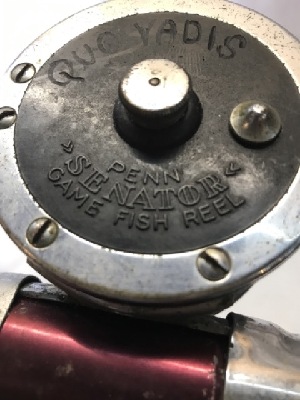 QUO VADIS
PENN
»SENATOR«
GAME FISH REEL